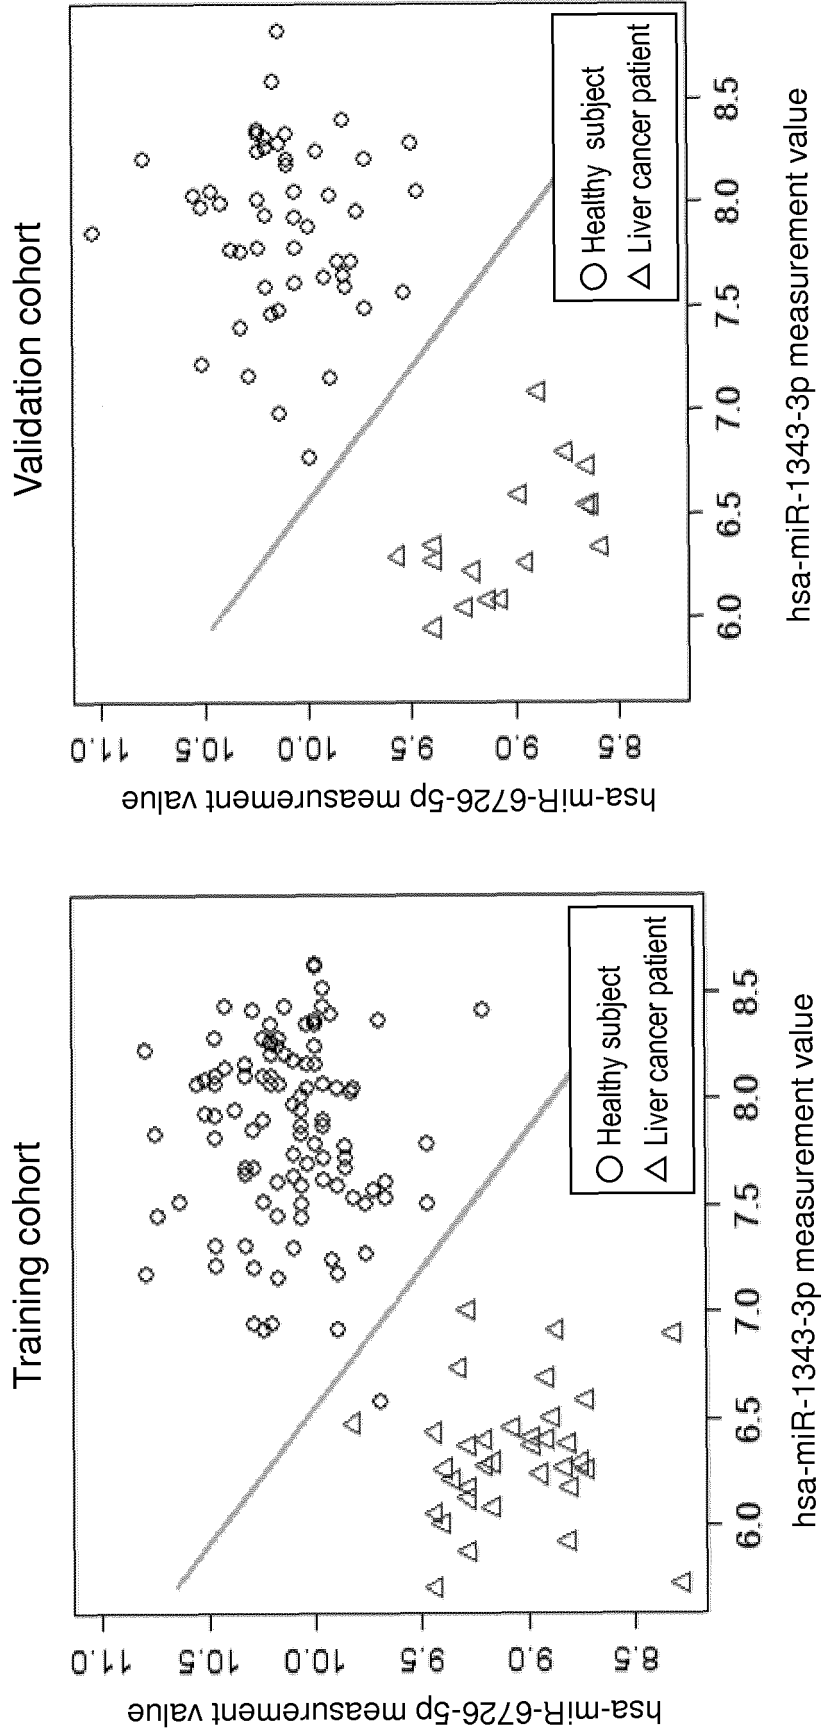 Training cohort
11.0
10.5
10.0
9.5
9.0
8.5
hsa-miR-6726-5p measurement value
6.0
6.5
7.0
7.5
8.0
8.5
hsa-miR-1343-3p measurement value
Healthy subject
Liver cancer patient
Validation cohort
11.0
10.5
10.0
9.5
9.0
8.5
hsa-miR-6726-5p measurement value
6.0
6.5
7.0
7.5
8.0
8.5
hsa-miR-1343-3p measurement value
Healthy subject
Liver cancer patient